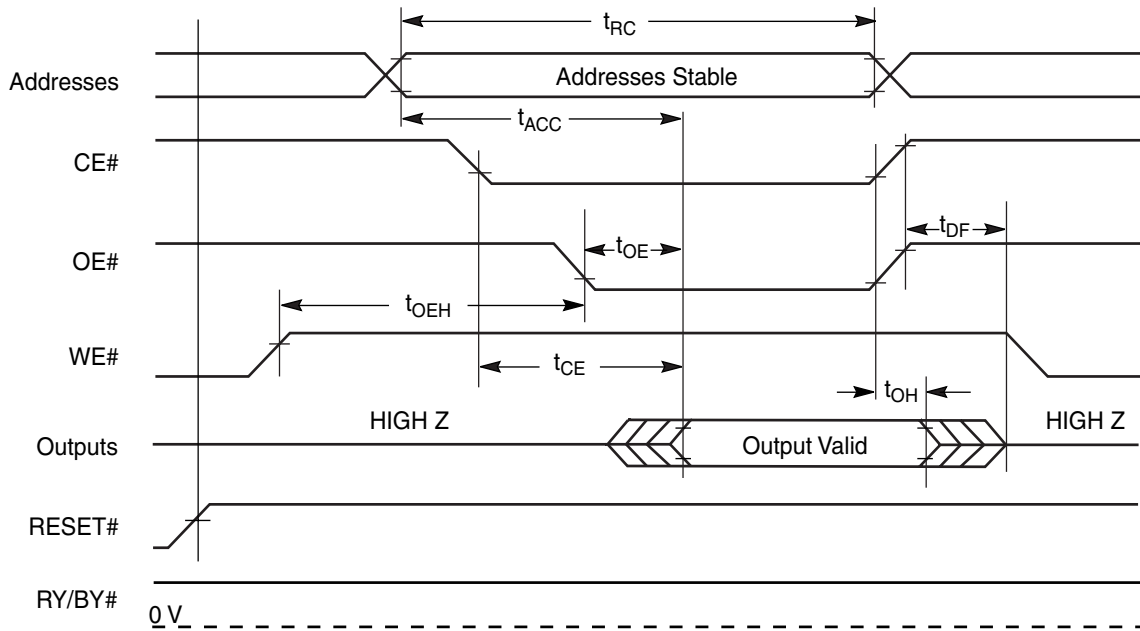 tRC
Addresses
Addresses Stable
tACC
CE#
tDF
OE#
tOE
tOEH
WE#
tCE
tOH
HIGH Z
HIGH Z
Outputs
Output Valid
RESET#
RY/BY#
0 V